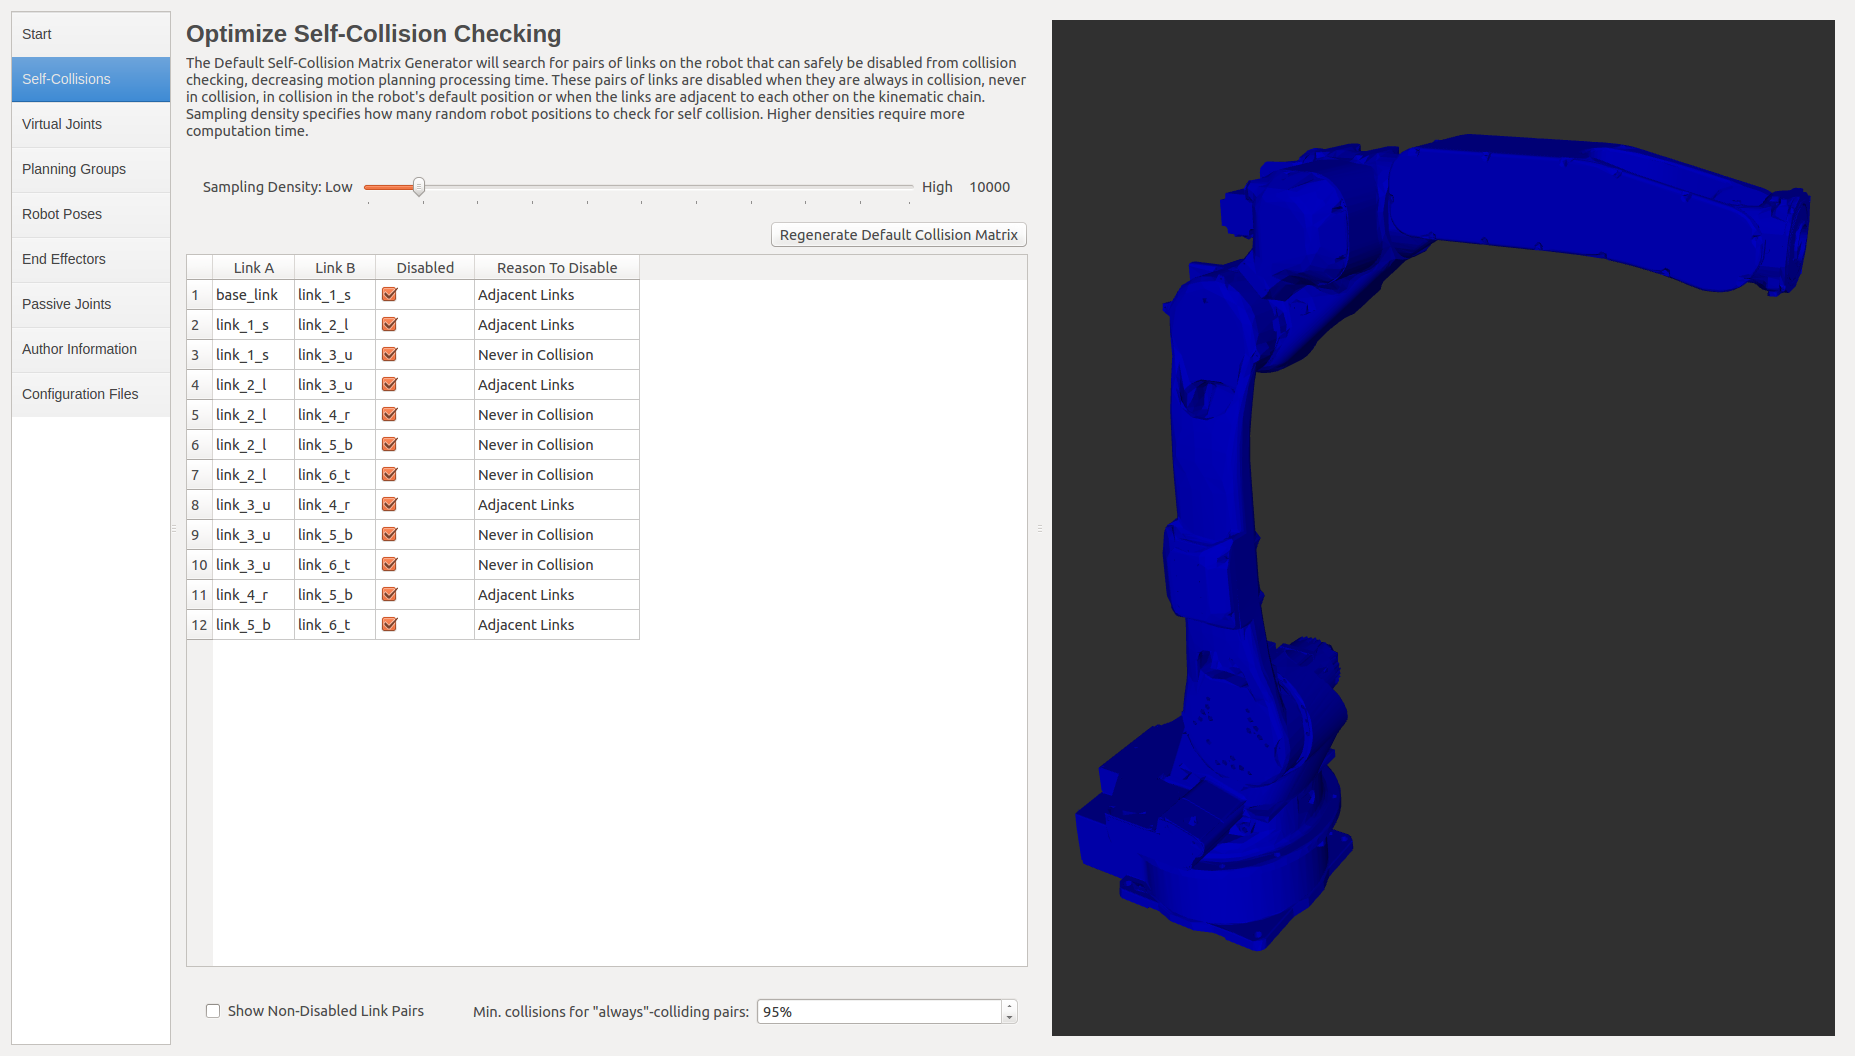 Start
Self-Collisions
Virtual Joints
Planning Groups
Robot Poses
End Effectors
Passive Joints
Author Information
Configuration Files
Optimize Self-Collision Checking
The Default Self-Collision Matrix Generator will search for pairs of links on the robot that can safely be disabled from collision
checking, decreasing motion planning processing time. These pairs of links are disabled when they are always in collision, never
in collision, in collision in the robot's default position or when the links are adjacent to each other on the kinematic chain.
Sampling density specifies how many random robot positions to check for self collision. Higher densities require more
computation time.
Sampling Density: Low High 10000
Regenerate Default Collision Matrix
Link A Link B Disabled Reason To Disable
1 base_link link_1_s Adjacent Links
2 link_1_s link_2_l Adjacent Links
3 link_1_s link_3_u Never in Collision
4 link_2_l link_3_u Adjacent Links
5 link_2_l link_4_r Never in Collision
6 link_2_l link_5_b Never in Collision
7 link_2_l link_6_t Never in Collision
8 link_3_u link_4_r Adjacent Links
9 link_3_u link_5_b Never in Collision
10 link_3_u link_6_t Never in Collision
11 link_4_r link_5_b Adjacent Links
12 link_5_b link_6_t Adjacent Links
Show Non-Disabled Link Pairs Min. collisions for "always"-colliding pairs: 95%